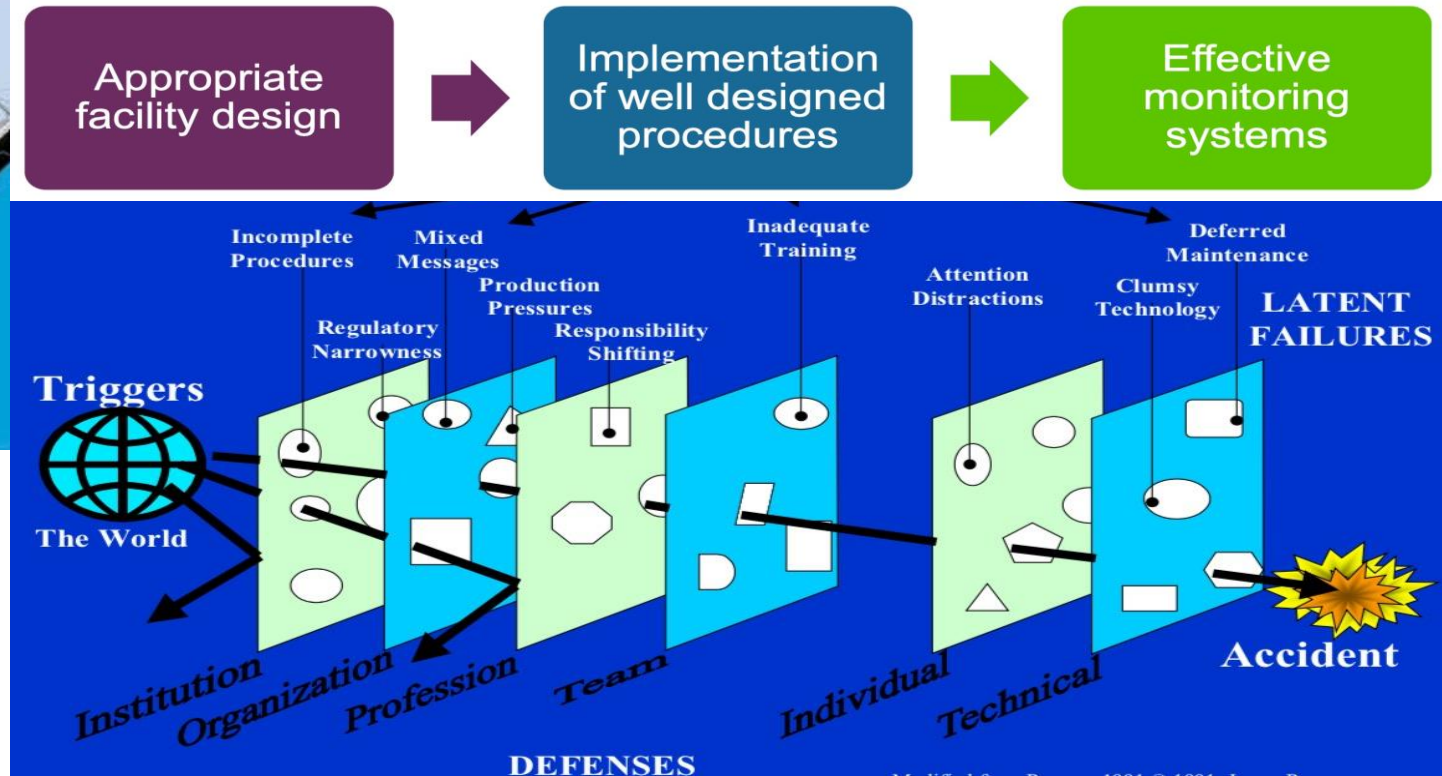 Appropriate
facility design
Implementation
of well designed
procedures
Effective
monitoring
systems
Incomplete
Procedures
Mixed
Messages
Inadequate
Training
Deferred
Maintenance
Production
Pressures
Attention
Distractions
Clumsy
Technology
LATENT
FAILURES
Regulatory
Narrowness
Responsibility
Shifting
Triggers
The World
Accident
Institution
Organization
Profession
Team
Individual
Technical
DEFENSES